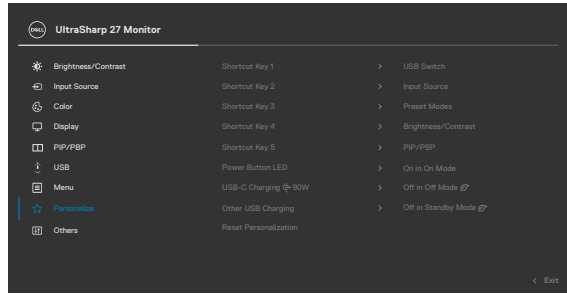 DELL UltraSharp 27 Monitor
Brightness/Contrast Shortcut Key 1 > USB Switch
Input Source Shortcut Key 2 > Input Source
Color Shortcut Key 3 > Preset Modes
Display Shortcut Key 4 > Brightness/Contrast
PIP/PBP Shortcut Key 5 > PIP/PBP
USB Power Button LED > On in On Mode
Menu USB-C Charging 90W > Off in Off Mode
Personalize Other USB Charging > Off in Standby Mode
Others Reset Personalization
< Exit